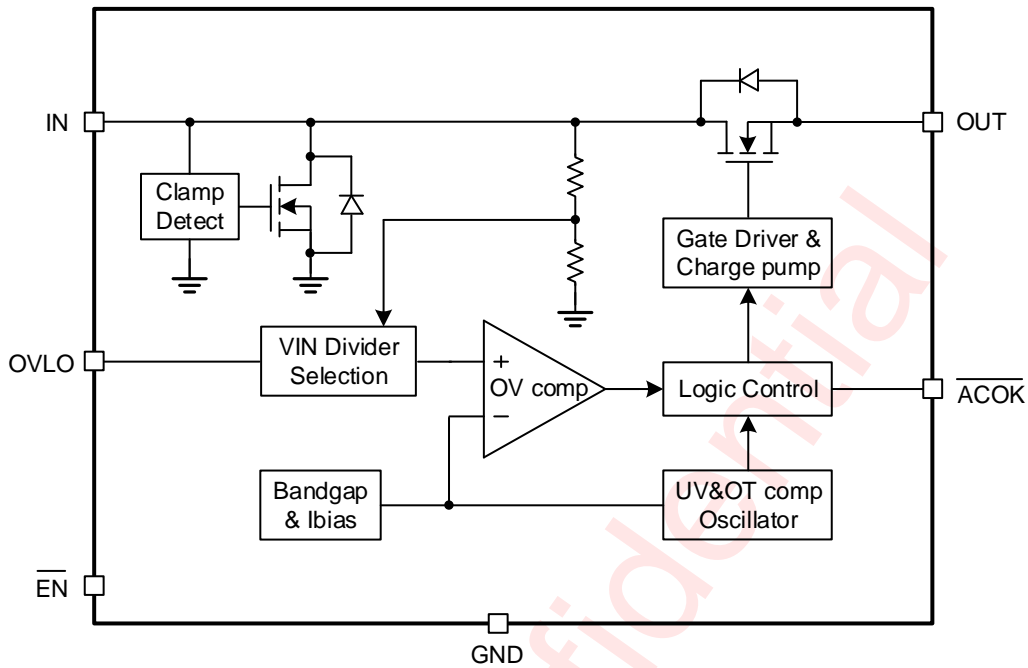 IN
OUT
Clamp
Detect
Gate Driver &
Charge pump
OVLO
VIN Divider
Selection
+
OV comp
−
Logic Control
ACOK
Bandgap
& Ibias
UV&OT comp
Oscillator
EN
GND
fidential